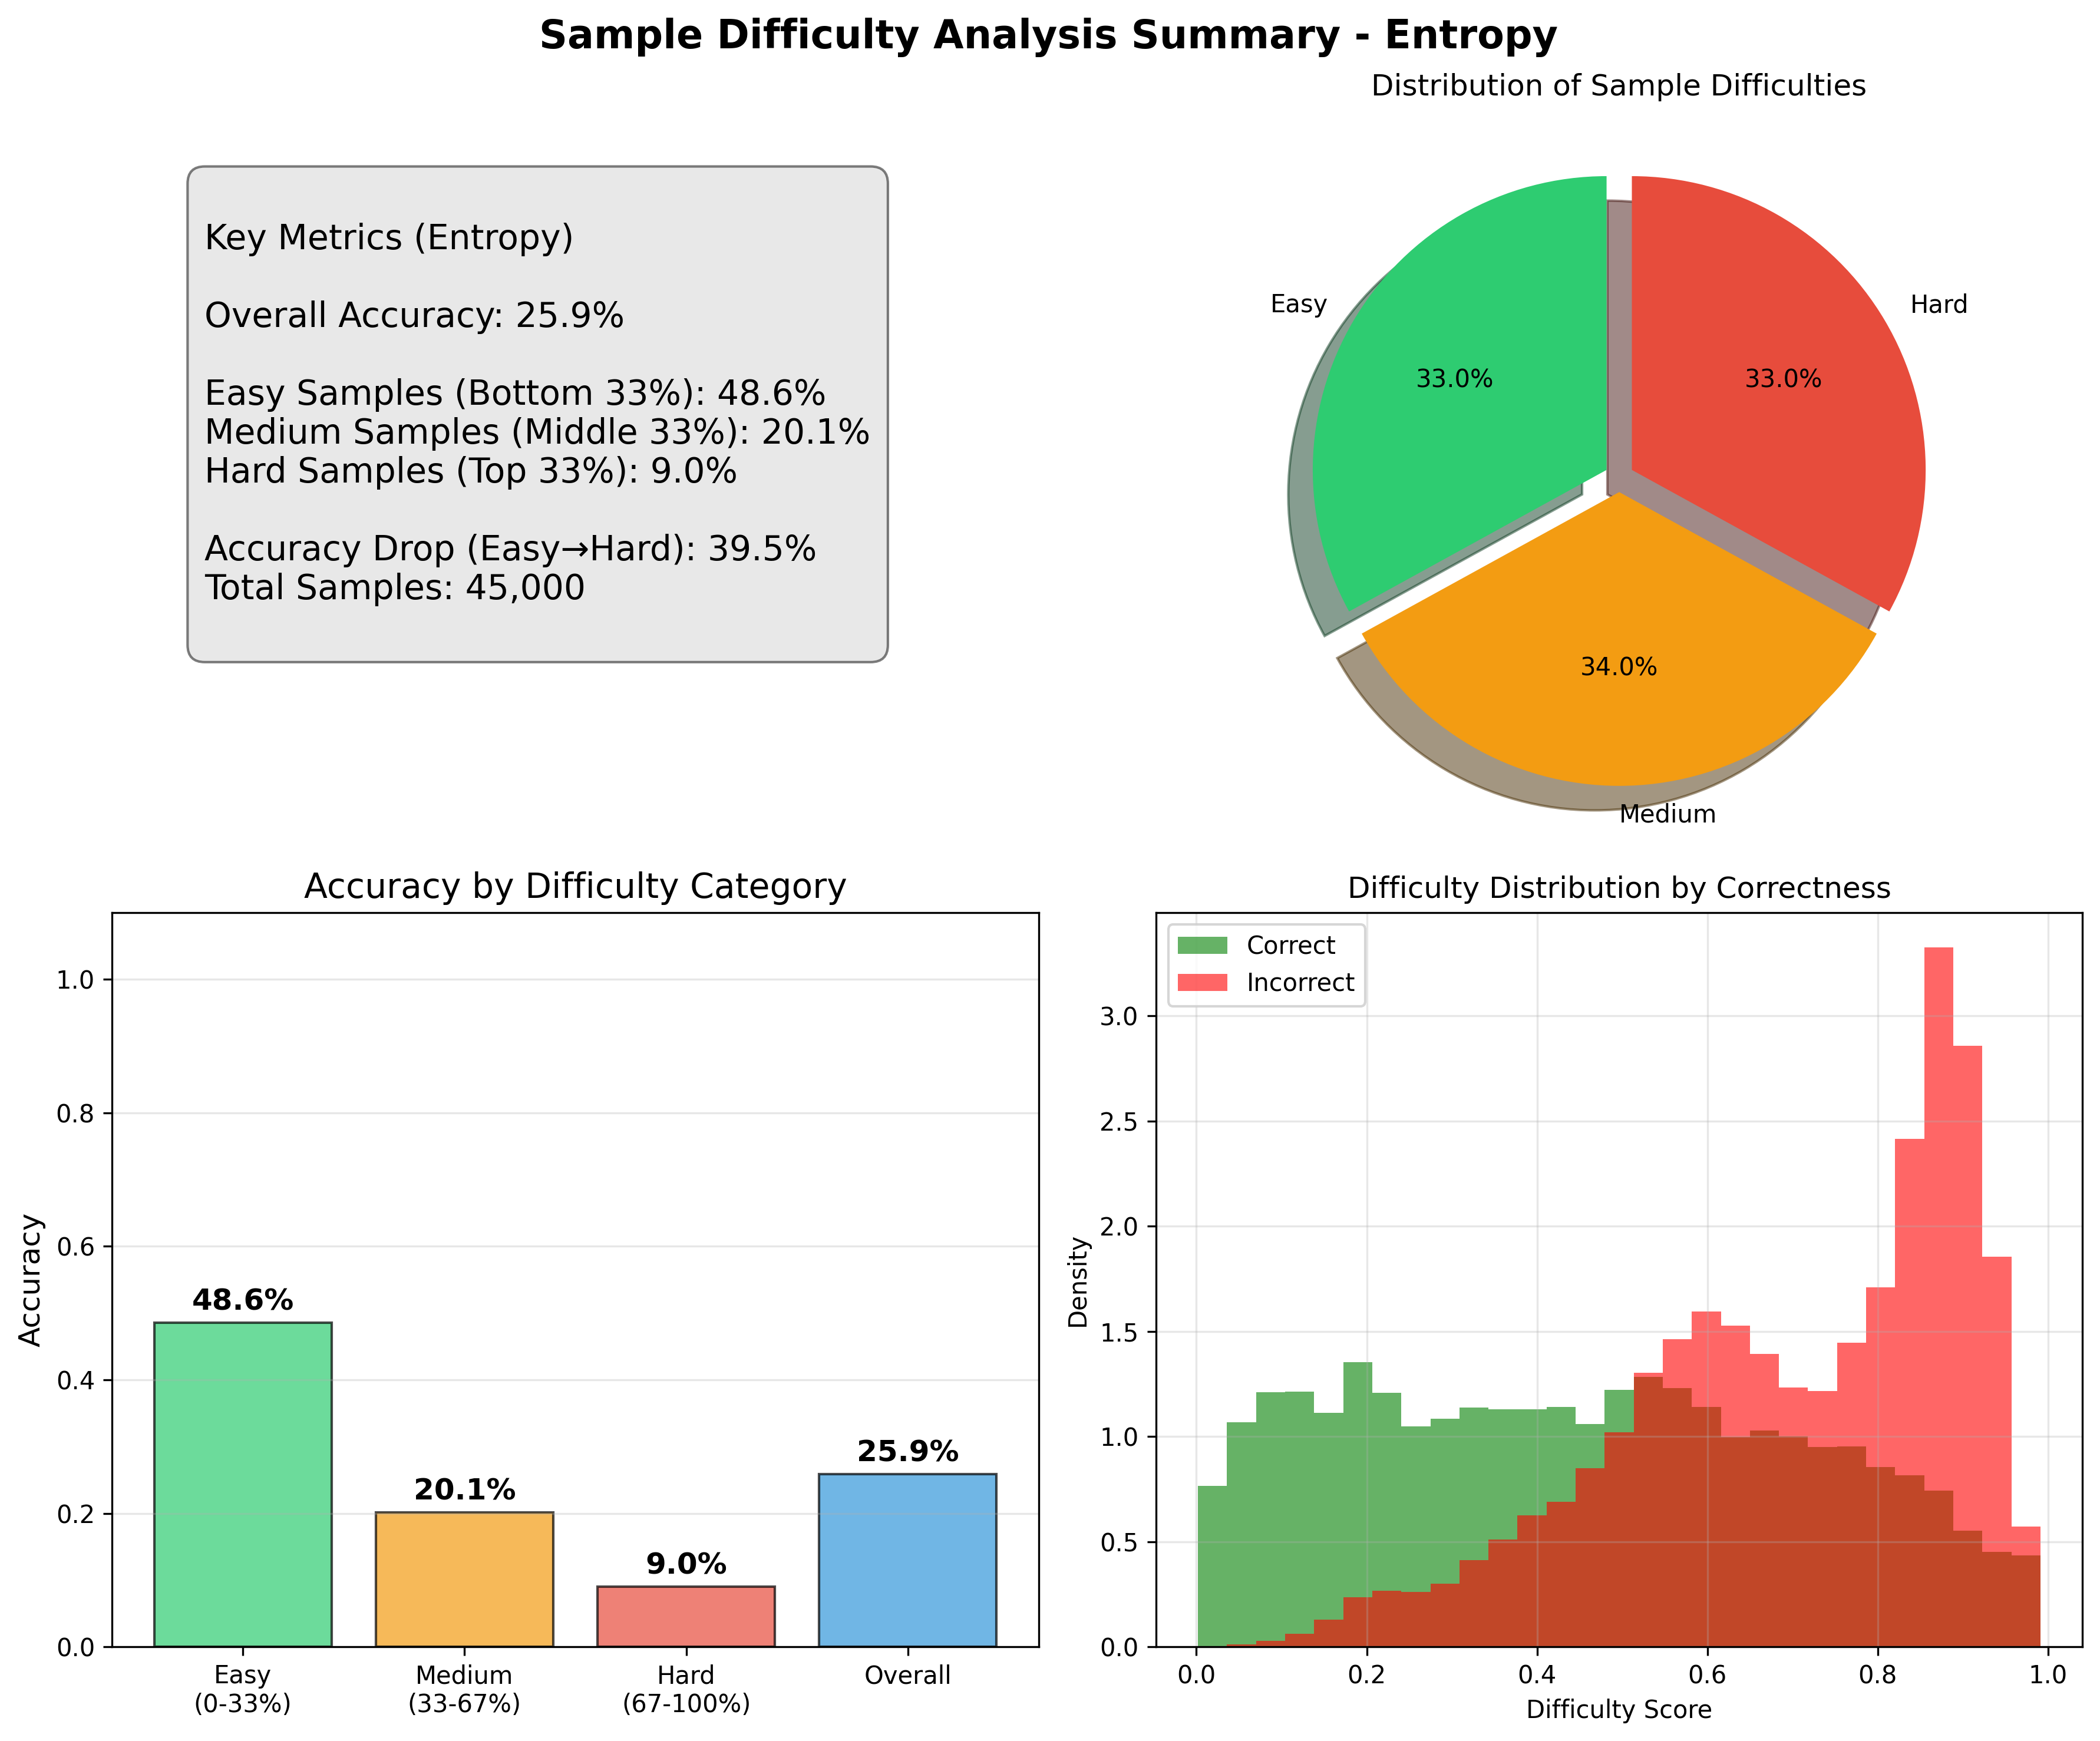 Sample Difficulty Analysis Summary - Entropy
Key Metrics (Entropy)
Overall Accuracy: 25.9%
Easy Samples (Bottom 33%): 48.6%
Medium Samples (Middle 33%): 20.1%
Hard Samples (Top 33%): 9.0%
Accuracy Drop (Easy→Hard): 39.5%
Total Samples: 45,000
Distribution of Sample Difficulties
Easy
Hard
33.0%
33.0%
34.0%
Medium
Accuracy by Difficulty Category
Accuracy
1.0
0.8
0.6
0.4
0.2
0.0
48.6%
20.1%
9.0%
25.9%
Easy
(0-33%)
Medium
(33-67%)
Hard
(67-100%)
Overall
Difficulty Distribution by Correctness
Correct
Incorrect
Density
3.0
2.5
2.0
1.5
1.0
0.5
0.0
0.0 0.2 0.4 0.6 0.8 1.0
Difficulty Score